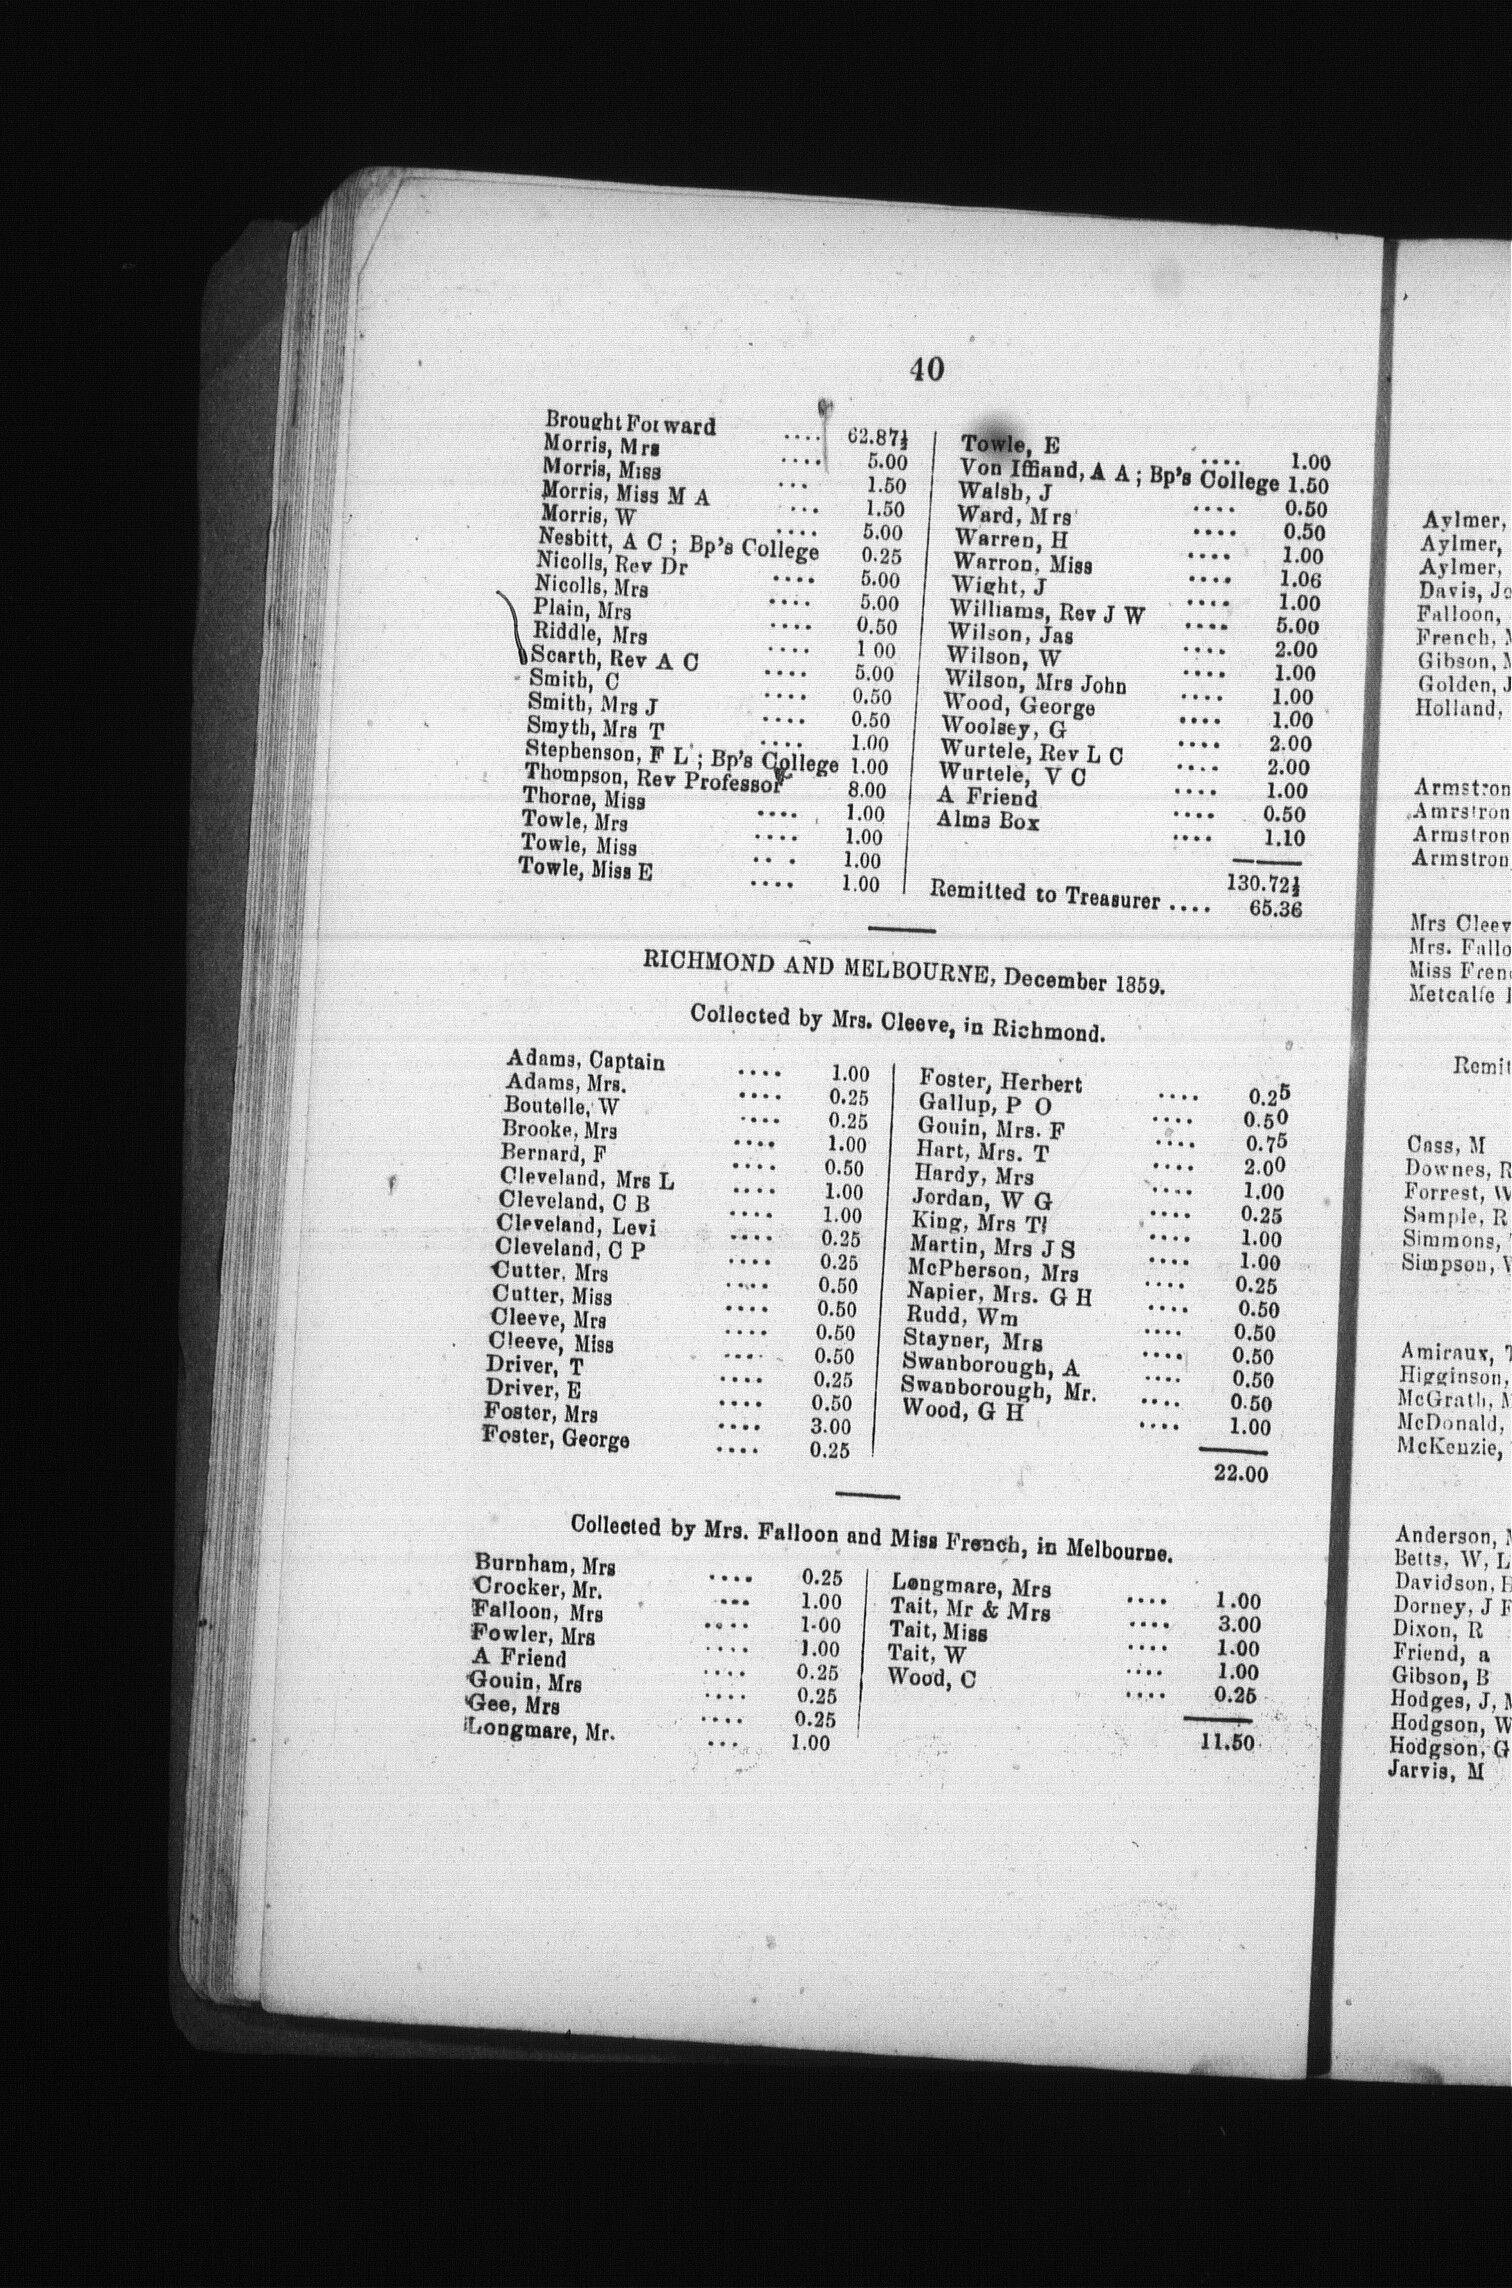 40
Brought Forward .... 62.87½
Morris, Mrs .... 5.00
Morris, Miss ... 1.50
Morris, Miss M A ... 1.50
Morris, W .... 5.00
Nesbitt, A C ; Bp's College 0.25
Nicolls, Rev Dr .... 5.00
Nicolls, Mrs .... 5.00
Plain, Mrs .... 0.50
Riddle, Mrs .... 1 00
Scarth, Rev A C .... 5.00
Smith, C .... 0.50
Smith, Mrs J .... 0.50
Smyth, Mrs T .... 1.00
Stephenson, F L ; Bp's College 1.00
Thompson, Rev Professor 8.00
Thorne, Miss .... 1.00
Towle, Mrs .... 1.00
Towle, Miss .. . 1.00
Towle, Miss E .... 1.00
Towle, E .... 1.00
Von Iffland, A A ; Bp's College 1.50
Walsh, J .... 0.50
Ward, Mrs .... 0.50
Warren, H .... 1.00
Warron, Miss .... 1.06
Wight, J .... 1.00
Williams, Rev J W .... 5.00
Wilson, Jas .... 2.00
Wilson, W .... 1.00
Wilson, Mrs John .... 1.00
Wood, George .... 1.00
Woolsey, G .... 2.00
Wurtele, Rev L C .... 2.00
Wurtele, V C .... 1.00
A Friend .... 0.50
Alms Box .... 1.10
130.72½
Remitted to Treasurer .... 65.36
RICHMOND AND MELBOURNE, December 1859.
Collected by Mrs. Cleeve, in Richmond.
Adams, Captain .... 1.00
Adams, Mrs. .... 0.25
Boutelle, W .... 0.25
Brooke, Mrs .... 1.00
Bernard, F .... 0.50
Cleveland, Mrs L .... 1.00
Cleveland, C B .... 1.00
Cleveland, Levi .... 0.25
Cleveland, C P .... 0.25
Cutter, Mrs .... 0.50
Cutter, Miss .... 0.50
Cleeve, Mrs .... 0.50
Cleeve, Miss .... 0.50
Driver, T .... 0.25
Driver, E .... 0.50
Foster, Mrs .... 3.00
Foster, George .... 0.25
Foster, Herbert .... 0.25
Gallup, P O .... 0.50
Gouin, Mrs. F .... 0.75
Hart, Mrs. T .... 2.00
Hardy, Mrs .... 1.00
Jordan, W G .... 0.25
King, Mrs T .... 1.00
Martin, Mrs J S .... 1.00
McPherson, Mrs .... 0.25
Napier, Mrs. G H .... 0.50
Rudd, Wm .... 0.50
Stayner, Mrs .... 0.50
Swanborough, A .... 0.50
Swanborough, Mr. .... 0.50
Wood, G H .... 1.00
22.00
Collected by Mrs. Falloon and Miss French, in Melbourne.
Burnham, Mrs .... 0.25
Crocker, Mr. .... 1.00
Falloon, Mrs .... 1.00
Fowler, Mrs .... 1.00
A Friend .... 0.25
Gouin, Mrs .... 0.25
Gee, Mrs .... 0.25
Longmare, Mr. ... 1.00
Longmare, Mrs .... 1.00
Tait, Mr & Mrs .... 3.00
Tait, Miss .... 1.00
Tait, W .... 1.00
Wood, C .... 0.25
11.50
Aylmer,
Aylmer,
Aylmer,
Davis,
Falloon,
French,
Gibson,
Golden, J
Holland,
Armstron
Amrstron
Armstron
Armstron
Mrs Cleev
Mrs. Fallo
Miss Fren
Metcalfe
Remit
Cass, M
Downes, R
Forrest, W
Sample, R
Simmons,
Simpson,
Amiraux,
Higginson,
McGrath,
McDonald,
McKenzie,
Anderson,
Betts, W, L
Davidson,
Dorney, J F
Dixon, R
Friend, a
Gibson, B
Hodges, J,
Hodgson, W
Hodgson, G
Jarvis, M